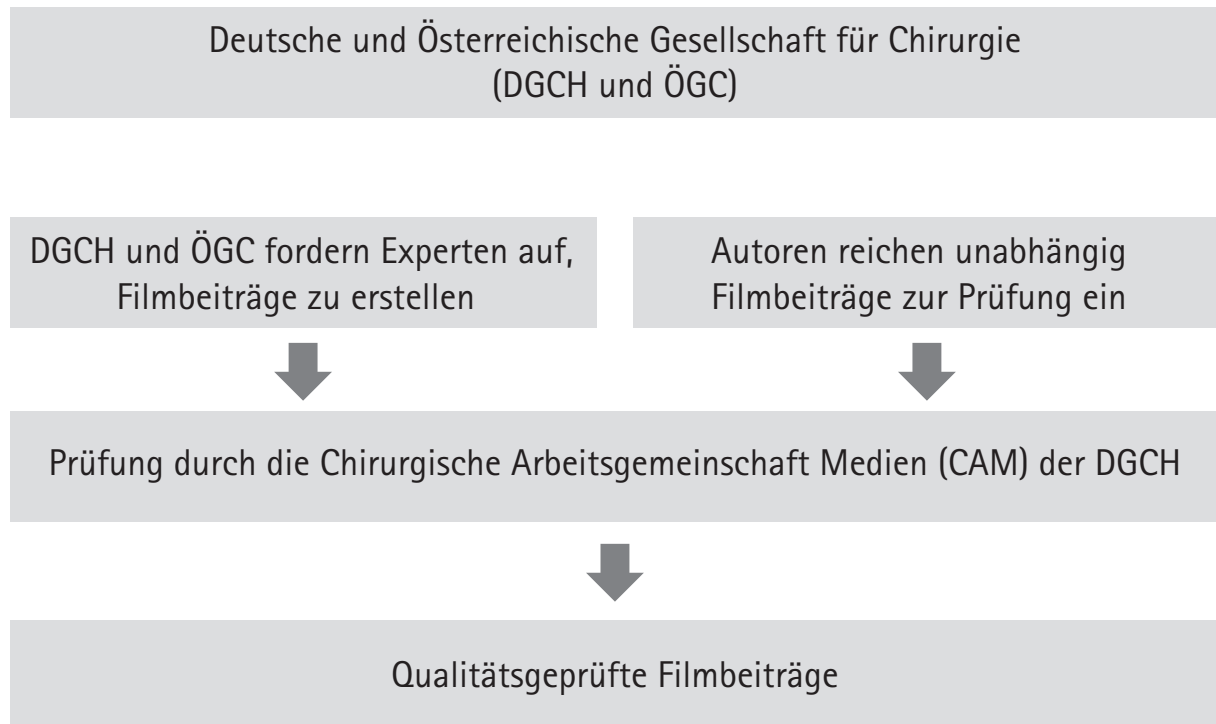 Deutsche und Österreichische Gesellschaft für Chirurgie
(DGCH und ÖGC)
DGCH und ÖGC fordern Experten auf,
Filmbeiträge zu erstellen
Autoren reichen unabhängig
Filmbeiträge zur Prüfung ein
Prüfung durch die Chirurgische Arbeitsgemeinschaft Medien (CAM) der DGCH
Qualitätsgeprüfte Filmbeiträge